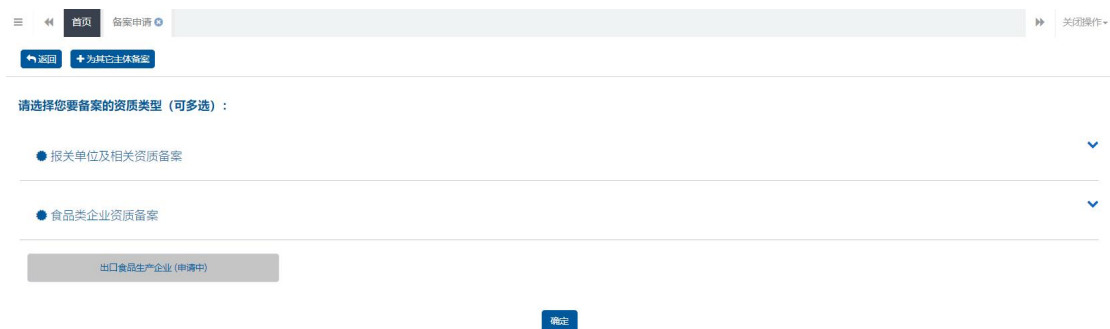 首页 备案申请 关闭操作
返回 为其它主体备案
请选择您要备案的资质类型（可多选）：
报关单位及相关资质备案
食品类企业资质备案
出口食品生产企业 (申请中)
确定